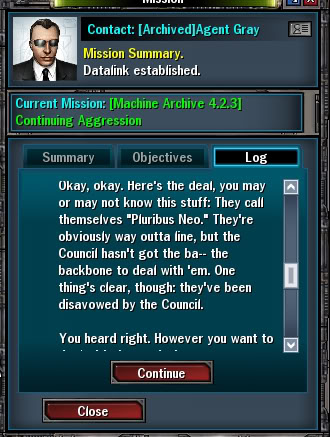 Mission
Contact: [Archived]Agent Gray
Mission Summary.
Datalink established.
Current Mission: [Machine Archive 4.2.3]
Continuing Aggression
Summary
Objectives
Log
Okay, okay. Here's the deal, you may
or may not know this stuff: They call
themselves "Pluribus Neo." They're
obviously way outta line, but the
Council hasn't got the ba-- the
backbone to deal with 'em. One
thing's clear, though: they've been
disavowed by the Council.
You heard right. However you want to
Continue
Close